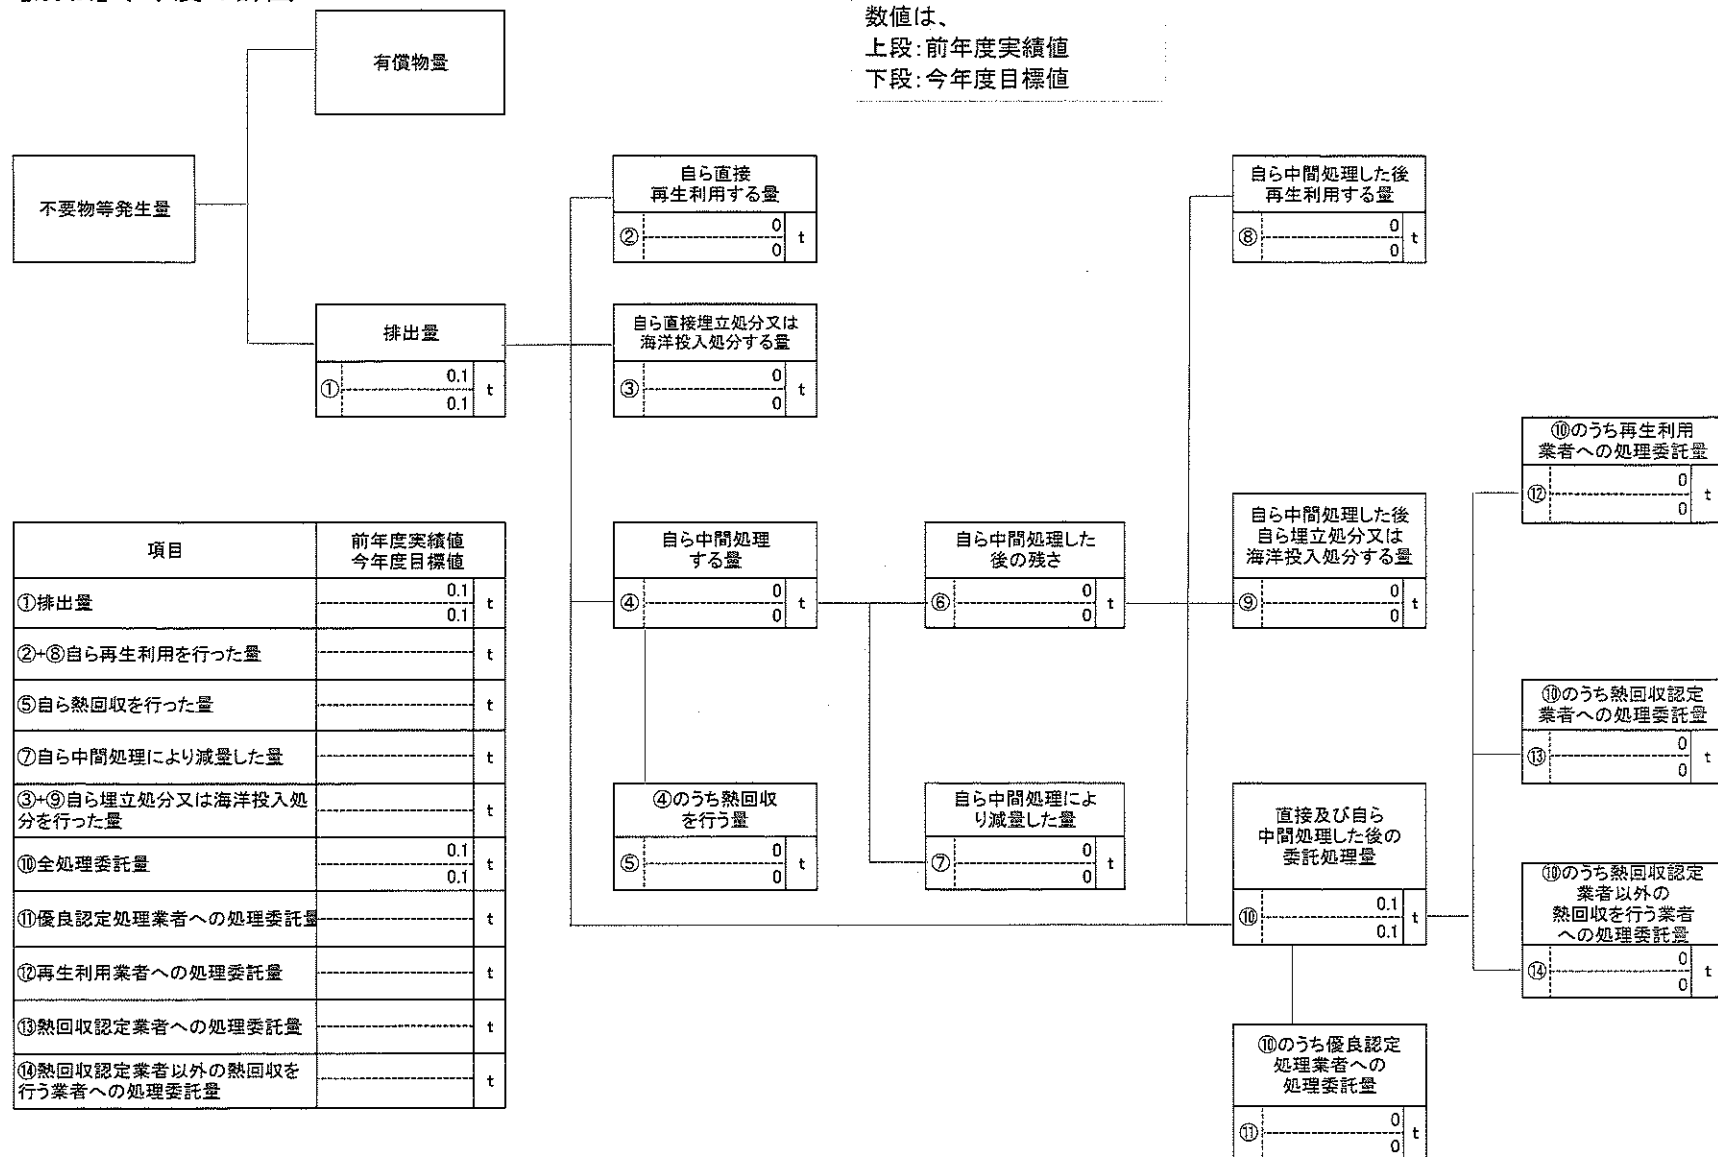 数値は、
上段:前年度実績値
下段:今年度目標値
有償物量
不要物等発生量
排出量
① 0.1 t
0.1
自ら直接
再生利用する量
② 0 t
0
自ら直接埋立処分又は
海洋投入処分する量
③ 0 t
0
自ら中間処理
する量
④ 0 t
0
④のうち熱回収
を行う量
⑤ 0 t
0
自ら中間処理した
後の残さ
⑥ 0 t
0
自ら中間処理によ
り減量した量
⑦ 0 t
0
自ら中間処理した後
再生利用する量
⑧ 0 t
0
自ら中間処理した後
自ら埋立処分又は
海洋投入処分する量
⑨ 0 t
0
直接及び自ら
中間処理した後の
委託処理量
⑩ 0.1 t
0.1
⑩のうち優良認定
処理業者への
処理委託量
⑪ 0 t
0
⑩のうち再生利用
業者への処理委託量
⑫ 0 t
0
⑩のうち熱回収認定
業者への処理委託量
⑬ 0 t
0
⑩のうち熱回収認定
業者以外の
熱回収を行う業者
への処理委託量
⑭ 0 t
0
項目 前年度実績値
今年度目標値
①排出量 0.1 t
0.1
②+⑧自ら再生利用を行った量 t
⑤自ら熱回収を行った量 t
⑦自ら中間処理により減量した量 t
③+⑨自ら埋立処分又は海洋投入処
分を行った量 t
⑩全処理委託量 0.1 t
0.1
⑪優良認定処理業者への処理委託量 t
⑫再生利用業者への処理委託量 t
⑬熱回収認定業者への処理委託量 t
⑭熱回収認定業者以外の熱回収を
行う業者への処理委託量 t